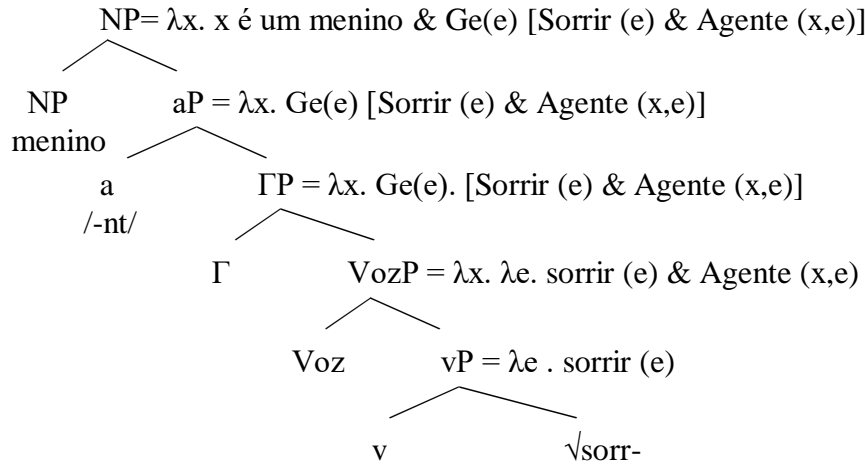 NP= λx. x é um menino & Ge(e) [Sorrir (e) & Agente (x,e)]
NP aP = λx. Ge(e) [Sorrir (e) & Agente (x,e)]
menino
a ΓP = λx. Ge(e). [Sorrir (e) & Agente (x,e)]
/-nt/
Γ VozP = λx. λe. sorrir (e) & Agente (x,e)
Voz vP = λe . sorrir (e)
v √sorr-